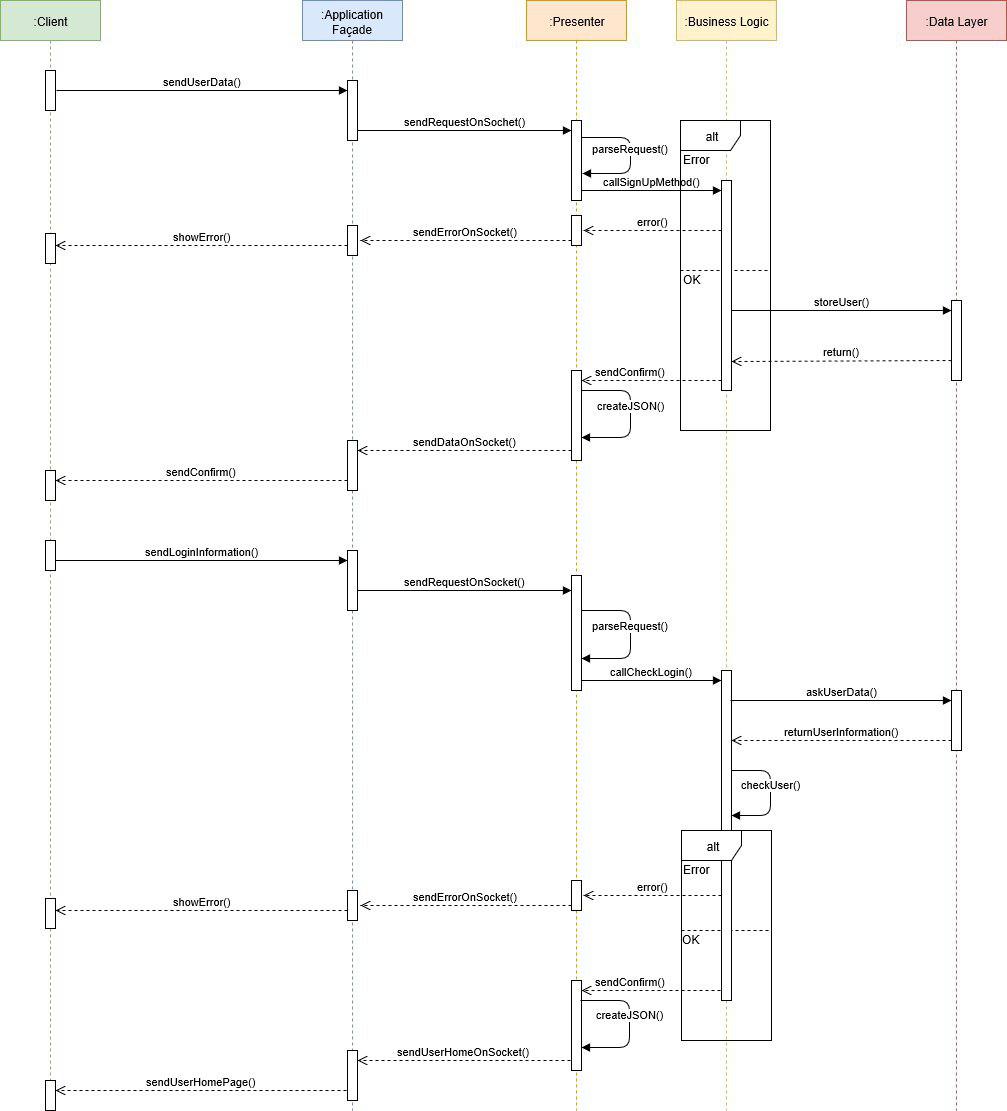 :Client
:Application
Façade
:Presenter
:Business Logic
:Data Layer
sendUserData()
sendRequestOnSochet()
alt
parseRequest()
Error
callSignUpMethod()
error()
sendErrorOnSocket()
showError()
OK
storeUser()
return()
sendConfirm()
createJSON()
sendDataOnSocket()
sendConfirm()
sendLoginInformation()
sendRequestOnSocket()
parseRequest()
callCheckLogin()
askUserData()
returnUserInformation()
checkUser()
alt
Error
error()
sendErrorOnSocket()
showError()
OK
sendConfirm()
createJSON()
sendUserHomeOnSocket()
sendUserHomePage()